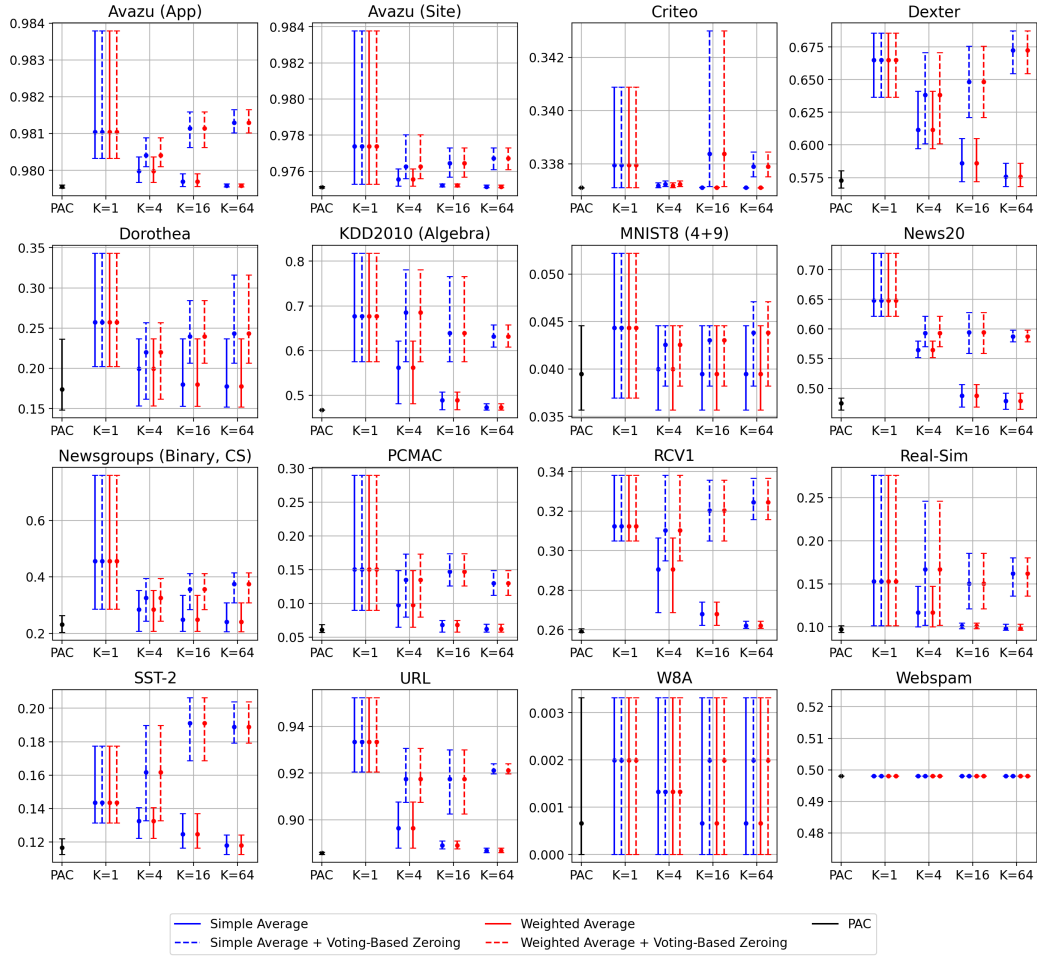 Avazu (App)
0.984
0.983
0.982
0.981
0.980
PAC K=1 K=4 K=16 K=64
Avazu (Site)
0.984
0.982
0.980
0.978
0.976
PAC K=1 K=4 K=16 K=64
Criteo
0.342
0.340
0.338
PAC K=1 K=4 K=16 K=64
Dexter
0.675
0.650
0.625
0.600
0.575
PAC K=1 K=4 K=16 K=64
Dorothea
0.35
0.30
0.25
0.20
0.15
PAC K=1 K=4 K=16 K=64
KDD2010 (Algebra)
0.8
0.7
0.6
0.5
PAC K=1 K=4 K=16 K=64
MNIST8 (4+9)
0.050
0.045
0.040
0.035
PAC K=1 K=4 K=16 K=64
News20
0.70
0.65
0.60
0.55
0.50
PAC K=1 K=4 K=16 K=64
Newsgroups (Binary, CS)
0.6
0.4
0.2
PAC K=1 K=4 K=16 K=64
PCMAC
0.30
0.25
0.20
0.15
0.10
0.05
PAC K=1 K=4 K=16 K=64
RCV1
0.34
0.32
0.30
0.28
0.26
PAC K=1 K=4 K=16 K=64
Real-Sim
0.25
0.20
0.15
0.10
PAC K=1 K=4 K=16 K=64
SST-2
0.20
0.18
0.16
0.14
0.12
PAC K=1 K=4 K=16 K=64
URL
0.94
0.92
0.90
PAC K=1 K=4 K=16 K=64
W8A
0.003
0.002
0.001
0.000
PAC K=1 K=4 K=16 K=64
Webspam
0.52
0.51
0.50
0.49
0.48
PAC K=1 K=4 K=16 K=64
Simple Average
Simple Average + Voting-Based Zeroing
Weighted Average
Weighted Average + Voting-Based Zeroing
PAC